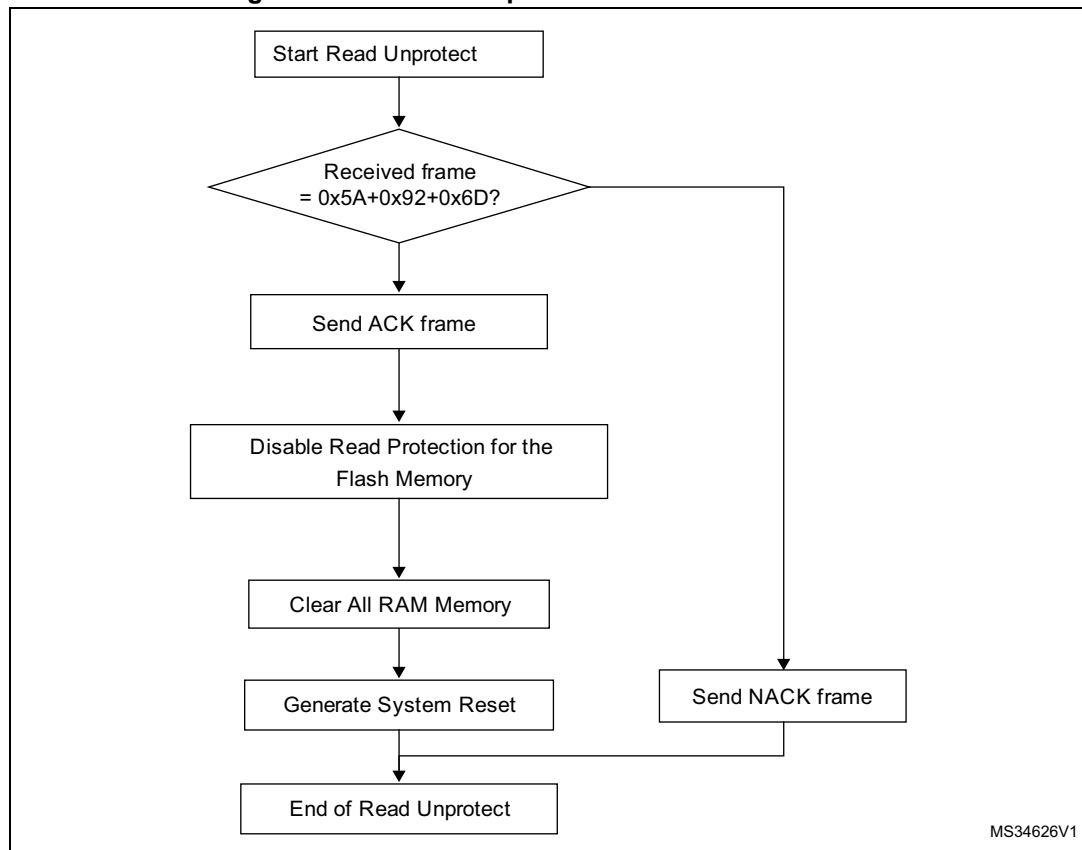 Start Read Unprotect
Received frame
= 0x5A+0x92+0x6D?
Send ACK frame
Disable Read Protection for the
Flash Memory
Clear All RAM Memory
Generate System Reset
Send NACK frame
End of Read Unprotect
MS34626V1